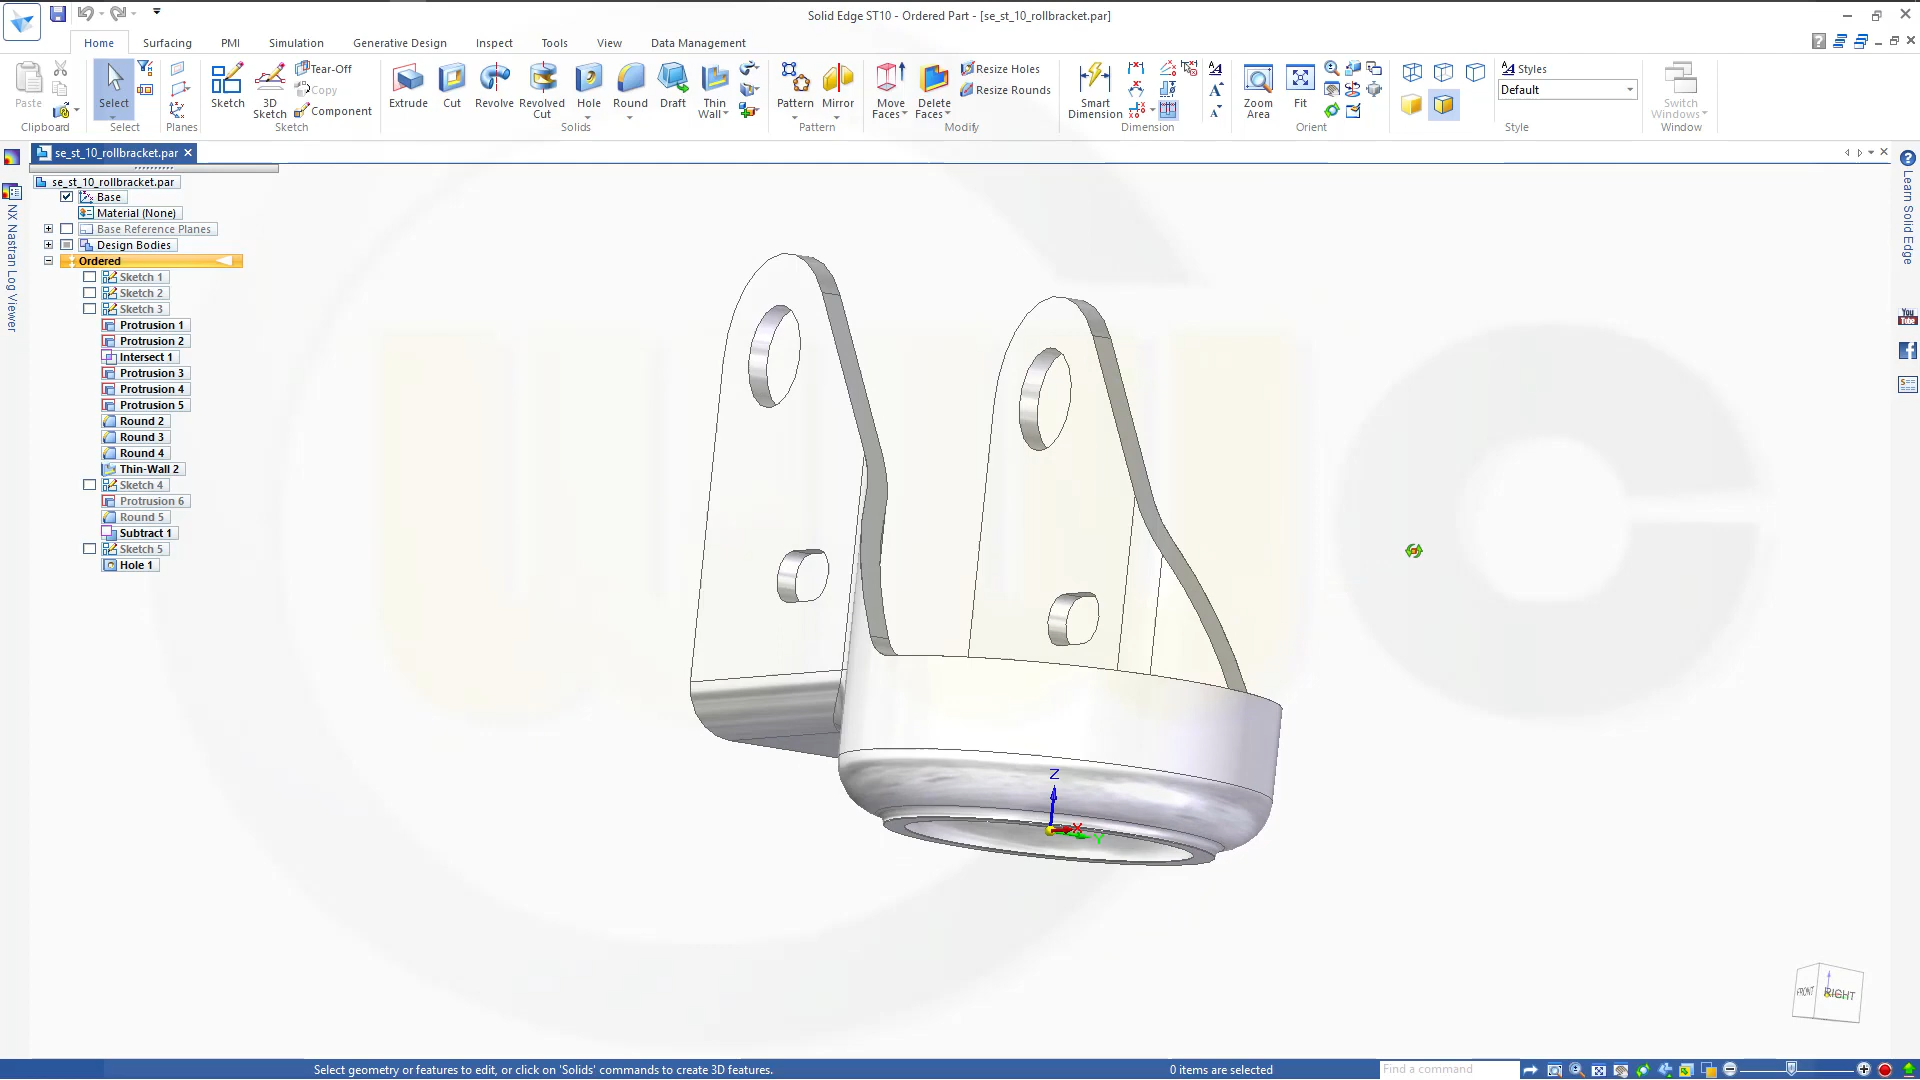 Solid Edge ST10 - Ordered Part - [se_st_10_rollbracket.par]
Home Surfacing PMI Simulation Generative Design Inspect Tools View Data Management
Paste
Clipboard
Select
Select
Planes
Sketch
3D Sketch
Tear-Off
Copy
Component
Sketch
Extrude
Cut
Revolve
Revolved Cut
Hole
Round
Draft
Thin Wall
Solids
Pattern
Mirror
Pattern
Move Faces
Delete Faces
Resize Holes
Resize Rounds
Modify
Smart Dimension
Dimension
Zoom Area
Fit
Orient
Styles
Default
Style
Switch Windows
Window
se_st_10_rollbracket.par
se_st_10_rollbracket.par
Base
Material (None)
Base Reference Planes
Design Bodies
Ordered
Sketch 1
Sketch 2
Sketch 3
Protrusion 1
Protrusion 2
Intersect 1
Protrusion 3
Protrusion 4
Protrusion 5
Round 2
Round 3
Round 4
Thin-Wall 2
Sketch 4
Protrusion 6
Round 5
Subtract 1
Sketch 5
Hole 1
NX Nastran Log Viewer
Learn Solid Edge
You Tube
Z
X
Y
FRONT
RIGHT
Select geometry or features to edit, or click on 'Solids' commands to create 3D features.
0 items are selected
Find a command